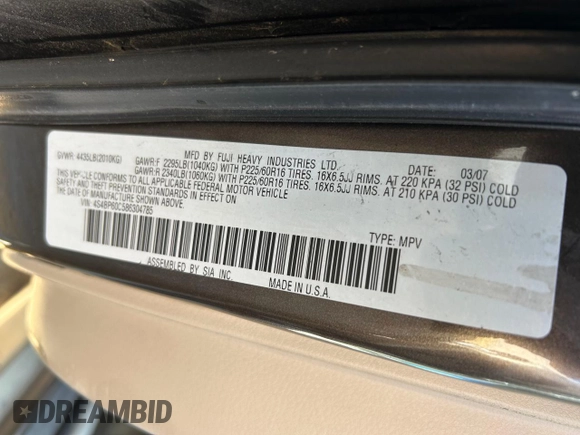 MFD BY FUJI HEAVY INDUSTRIES LTD. DATE: 03/07
GVWR: 4435LB(2010KG) GAWR:F 2295LB(1040KG) WITH P225/60R16 TIRES. 16X6.5JJ RIMS. AT 220 KPA (32 PSI) COLD
GAWR:R 2340LB(1060KG) WITH P225/60R16 TIRES. 16X6.5JJ RIMS. AT 210 KPA (30 PSI) COLD
THIS VEHICLE CONFORMS TO ALL APPLICABLE FEDERAL MOTOR VEHICLE
SAFETY AND THEFT PREVENTION STANDARDS IN EFFECT ON
THE DATE OF MANUFACTURE SHOWN ABOVE.
VIN: 4S4BP60C586304785 TYPE: MPV
ASSEMBLED BY SIA INC. MADE IN U.S.A.
DREAMBID